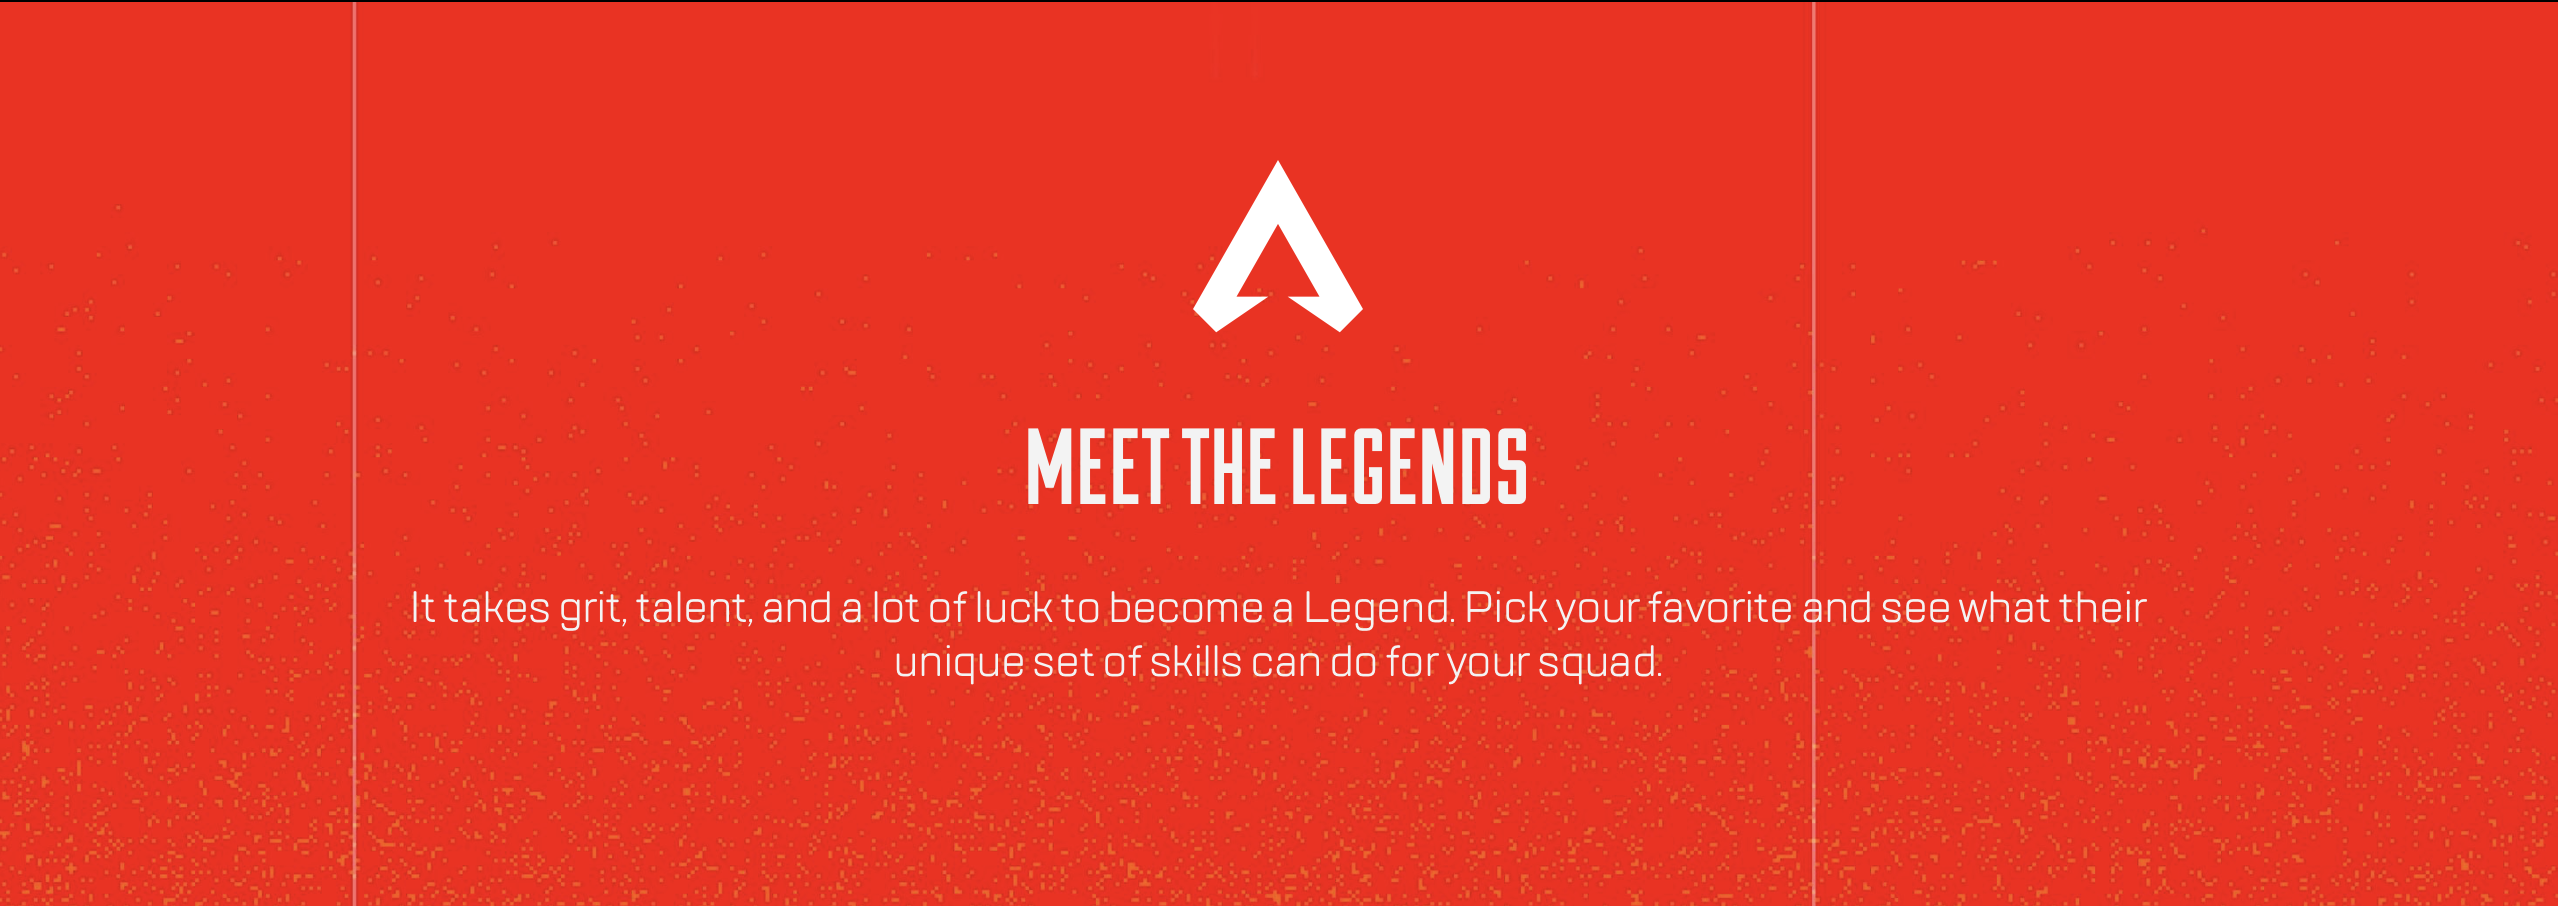 MEET THE LEGENDS
It takes grit, talent, and a lot of luck to become a Legend. Pick your favorite and see what their
unique set of skills can do for your squad.